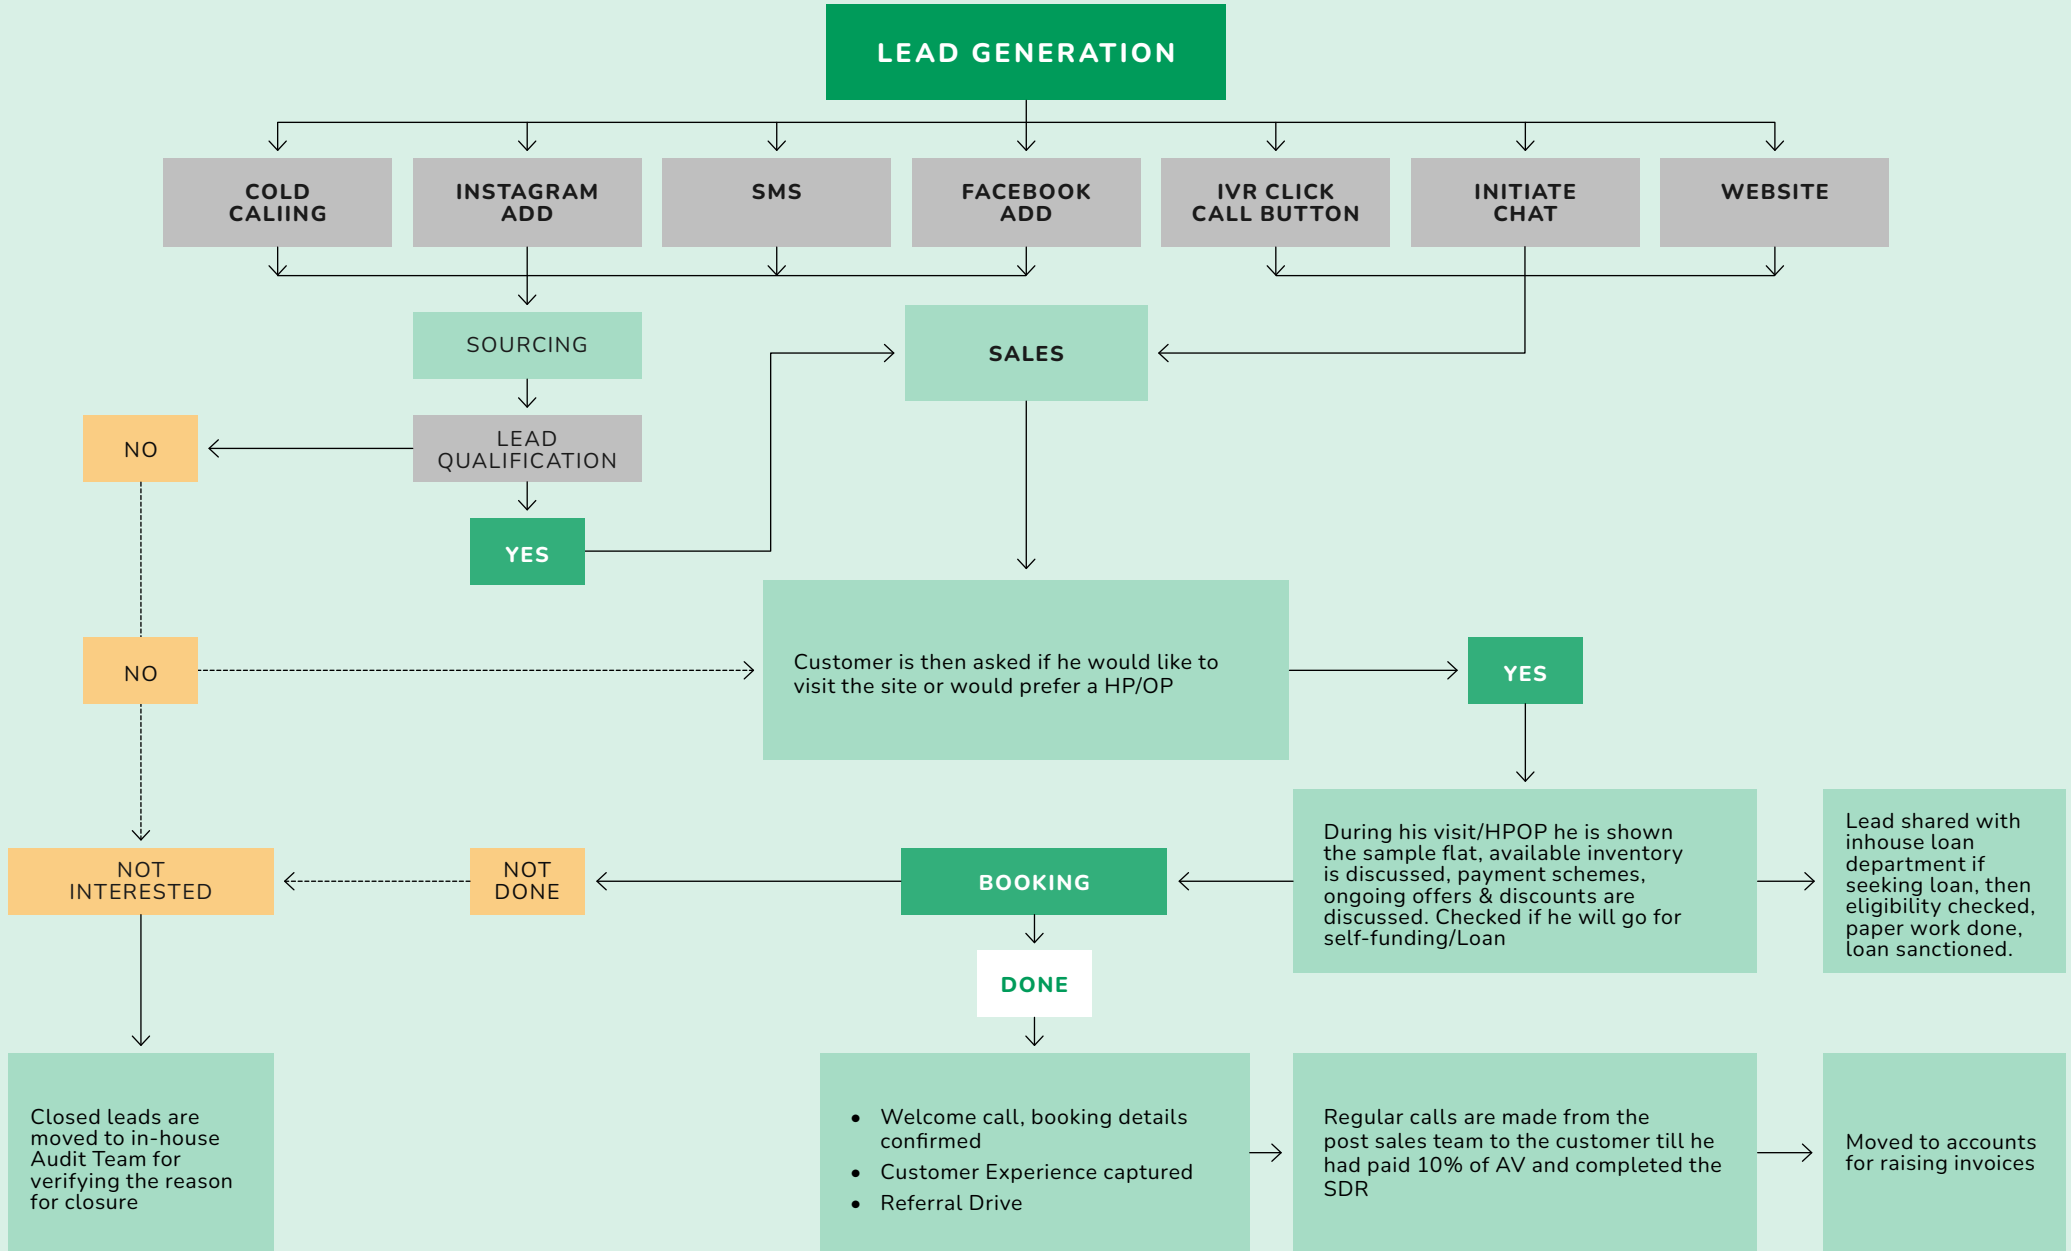 LEAD GENERATION
COLD
CALIING
INSTAGRAM
ADD
SMS
FACEBOOK
ADD
IVR CLICK
CALL BUTTON
INITIATE
CHAT
WEBSITE
SOURCING
SALES
LEAD
QUALIFICATION
NO
YES
NO
Customer is then asked if he would like to
visit the site or would prefer a HP/OP
YES
During his visit/HPOP he is shown
the sample flat, available inventory
is discussed, payment schemes,
ongoing offers & discounts are
discussed. Checked if he will go for
self-funding/Loan
Lead shared with
inhouse loan
department if
seeking loan, then
eligibility checked,
paper work done,
loan sanctioned.
NOT
INTERESTED
NOT
DONE
BOOKING
DONE
Closed leads are
moved to in-house
Audit Team for
verifying the reason
for closure
• Welcome call, booking details
confirmed
• Customer Experience captured
• Referral Drive
Regular calls are made from the
post sales team to the customer till he
had paid 10% of AV and completed the
SDR
Moved to accounts
for raising invoices